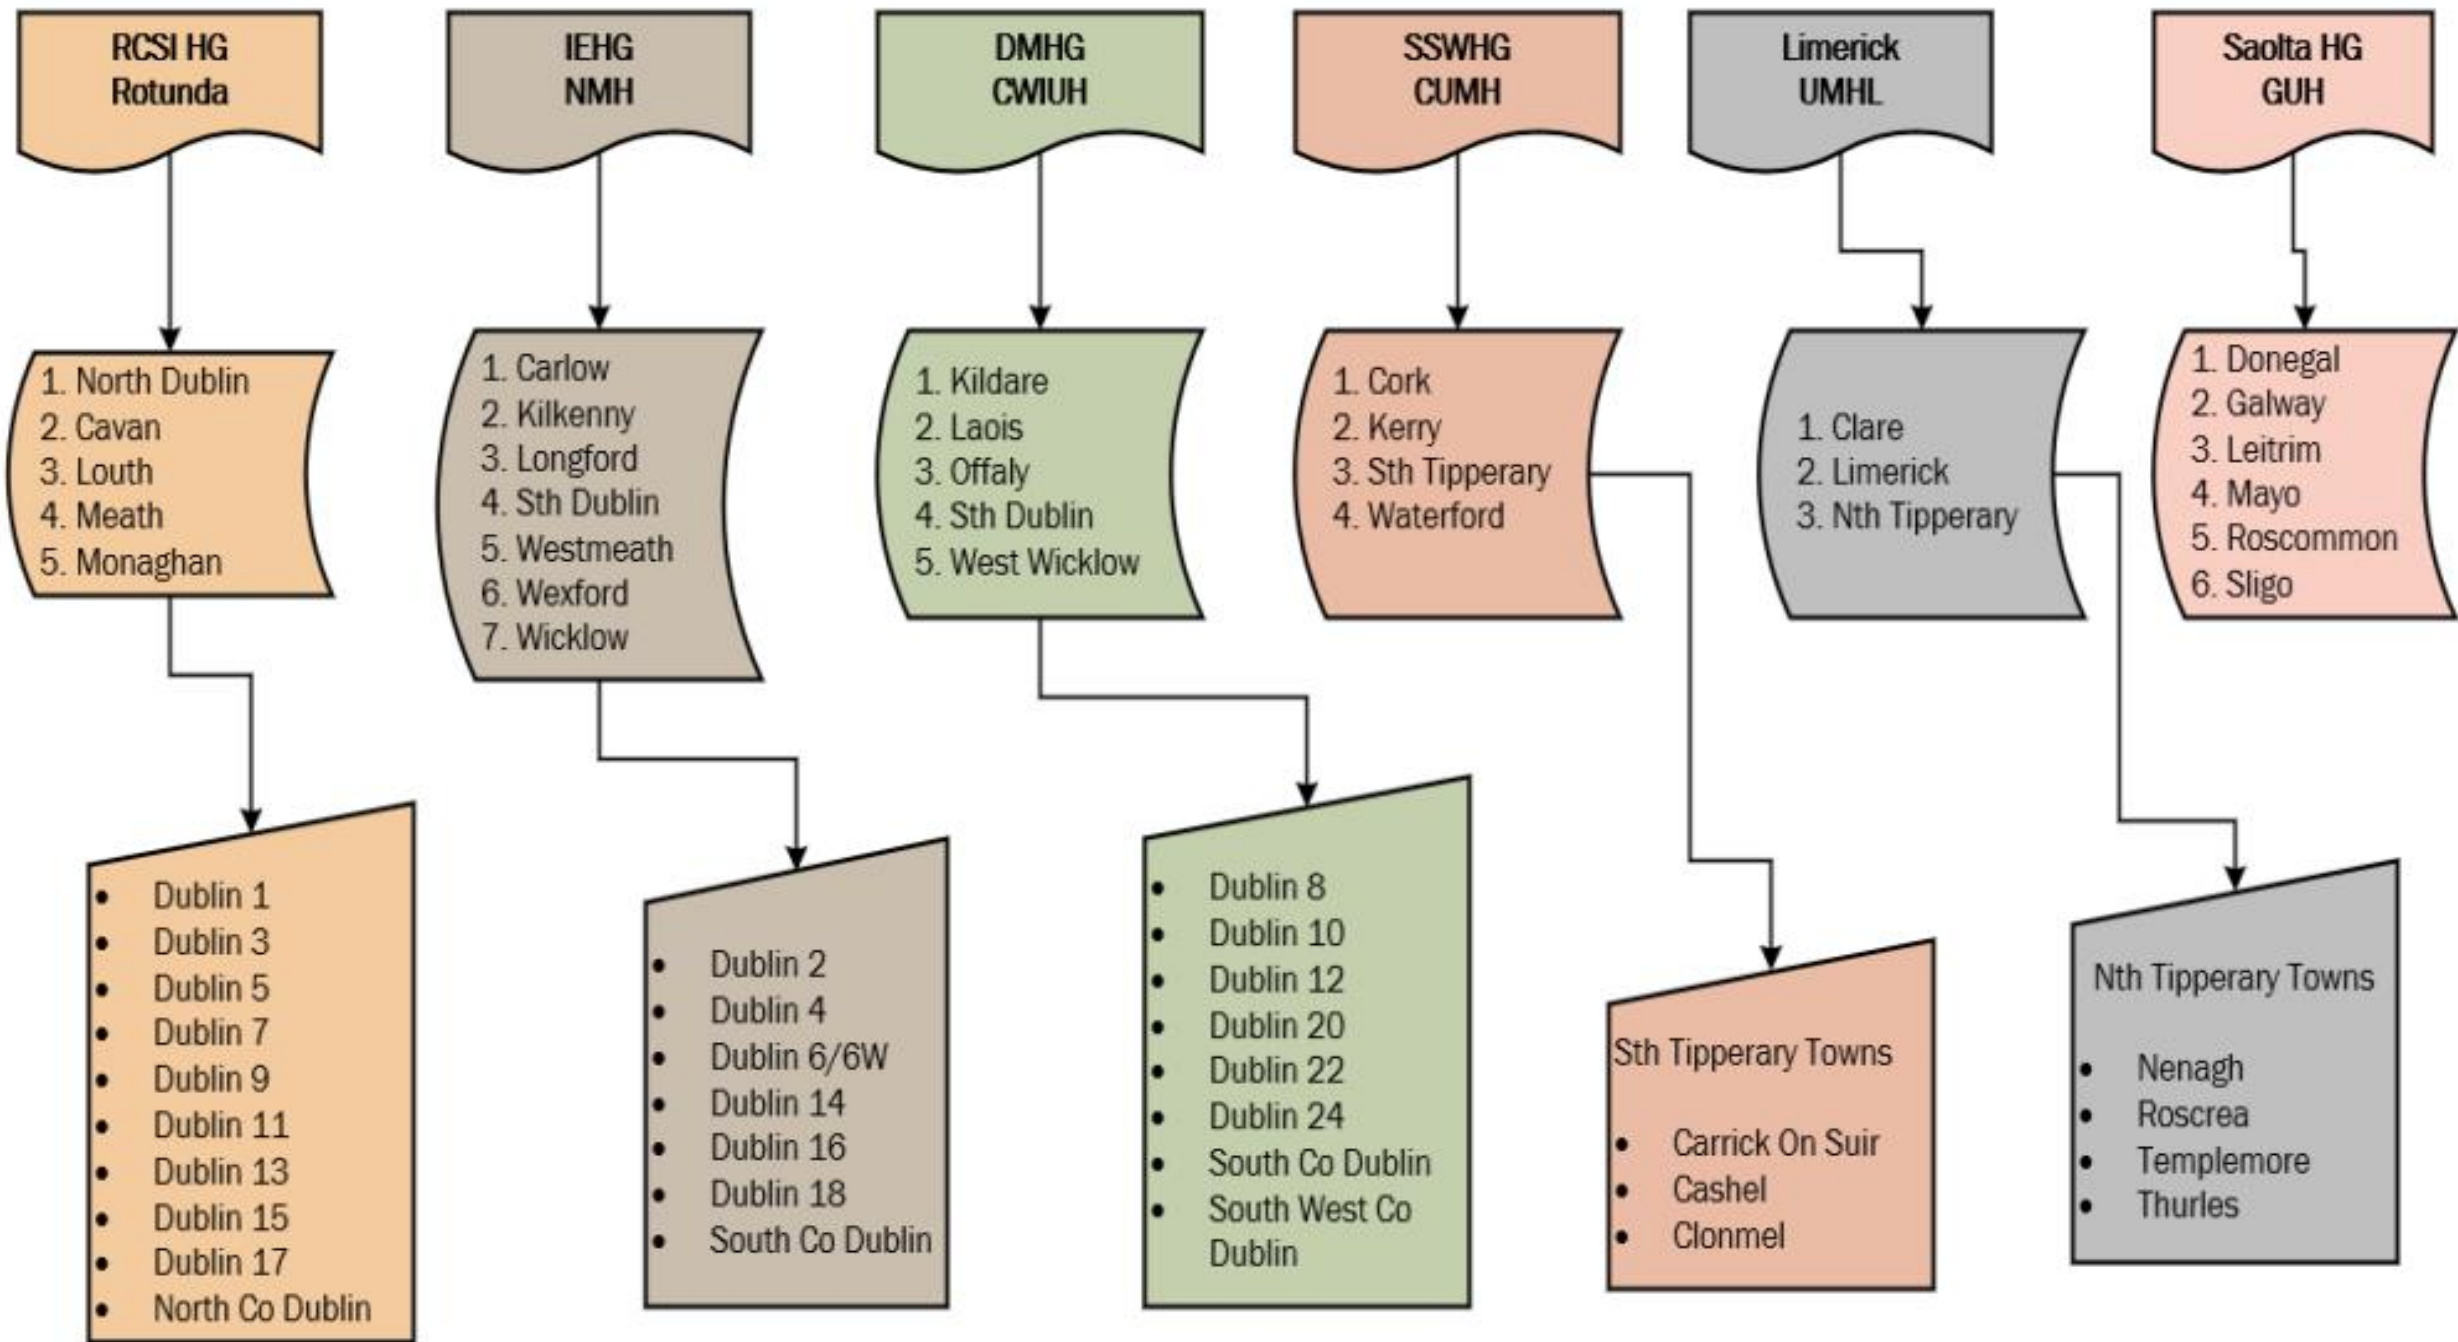 RCSI HG
Rotunda
IEHG
NMH
DMHG
CWIUH
SSWHG
CUMH
Limerick
UMHL
Saolta HG
GUH
1. North Dublin
2. Cavan
3. Louth
4. Meath
5. Monaghan
1. Carlow
2. Kilkenny
3. Longford
4. Sth Dublin
5. Westmeath
6. Wexford
7. Wicklow
1. Kildare
2. Laois
3. Offaly
4. Sth Dublin
5. West Wicklow
1. Cork
2. Kerry
3. Sth Tipperary
4. Waterford
1. Clare
2. Limerick
3. Nth Tipperary
1. Donegal
2. Galway
3. Leitrim
4. Mayo
5. Roscommon
6. Sligo
• Dublin 1
• Dublin 3
• Dublin 5
• Dublin 7
• Dublin 9
• Dublin 11
• Dublin 13
• Dublin 15
• Dublin 17
• North Co Dublin
• Dublin 2
• Dublin 4
• Dublin 6/6W
• Dublin 14
• Dublin 16
• Dublin 18
• South Co Dublin
• Dublin 8
• Dublin 10
• Dublin 12
• Dublin 20
• Dublin 22
• Dublin 24
• South Co Dublin
• South West Co
Dublin
Sth Tipperary Towns
• Carrick On Suir
• Cashel
• Clonmel
Nth Tipperary Towns
• Nenagh
• Roscrea
• Templemore
• Thurles